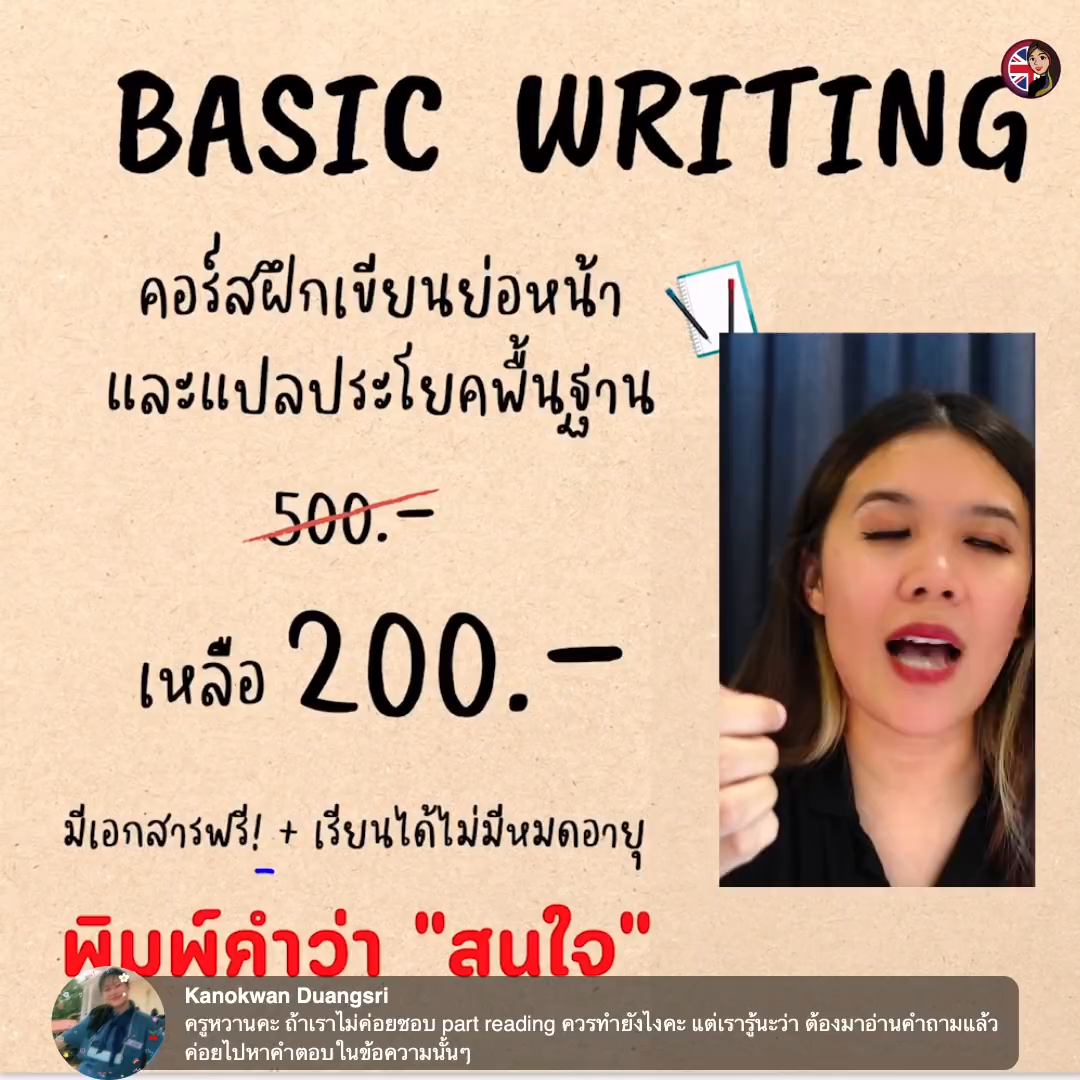 BASIC WRITING
คอร์สฝึกเขียนย่อหน้า
และแปลประโยคพื้นฐาน
500.-
เหลือ 200.-
มีเอกสารฟรี! + เรียนได้ไม่มีหมดอายุ
พิมพ์คำว่า "สนใจ"
Kanokwan Duangsri
ครูหวานคะ ถ้าเราไม่ค่อยชอบ part reading ควรทำยังไงคะ แต่เรารู้นะว่า ต้องมาอ่านคำถามแล้ว
ค่อยไปหาคำตอบในข้อความนั้นๆ